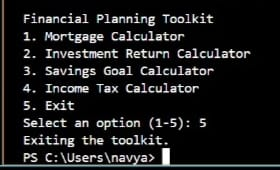 Financial Planning Toolkit
1. Mortgage Calculator
2. Investment Return Calculator
3. Savings Goal Calculator
4. Income Tax Calculator
5. Exit
Select an option (1-5): 5
Exiting the toolkit.
PS C:\Users\navya>